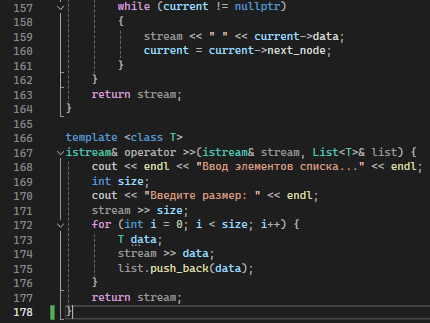 157 while (current != nullptr)
158 {
159 stream << " " << current->data;
160 current = current->next_node;
161 }
162 }
163 return stream;
164 }
165
166 template <class T>
167 istream& operator >>(istream& stream, List<T>& list) {
168 cout << endl << "Ввод элементов списка..." << endl;
169 int size;
170 cout << "Введите размер: " << endl;
171 stream >> size;
172 for (int i = 0; i < size; i++) {
173 T data;
174 stream >> data;
175 list.push_back(data);
176 }
177 return stream;
178 }